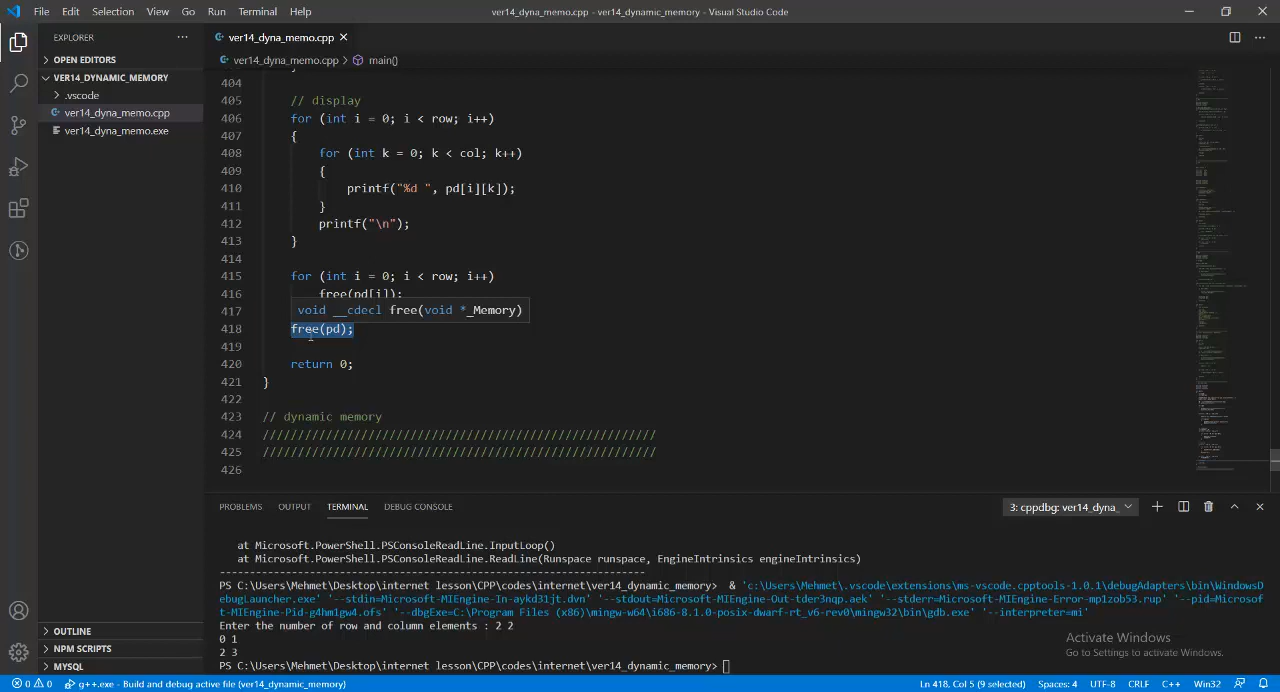 File Edit Selection View Go Run Terminal Help
ver14_dyna_memo.cpp - ver14_dynamic_memory - Visual Studio Code
EXPLORER
OPEN EDITORS
VER14_DYNAMIC_MEMORY
.vscode
ver14_dyna_memo.cpp
ver14_dyna_memo.exe
OUTLINE
NPM SCRIPTS
MYSQL
ver14_dyna_memo.cpp
ver14_dyna_memo.cpp > main()
404
405 // display
406 for (int i = 0; i < row; i++)
407 {
408 for (int k = 0; k < col; k++)
409 {
410 printf("%d ", pd[i][k]);
411 }
412 printf("\n");
413 }
414
415 for (int i = 0; i < row; i++)
416 free(pd[i]);
417 void __cdecl free(void *_Memory)
418 free(pd);
419
420 return 0;
421 }
422
423 // dynamic memory
424 ////////////////////////////////////////////////////////
425 ////////////////////////////////////////////////////////
426
PROBLEMS OUTPUT TERMINAL DEBUG CONSOLE
3: cppdbg: ver14_dyna_
at Microsoft.PowerShell.PSConsoleReadLine.InputLoop()
at Microsoft.PowerShell.PSConsoleReadLine.ReadLine(Runspace runspace, EngineIntrinsics engineIntrinsics)
-------------------------------------------------------------
PS C:\Users\Mehmet\Desktop\internet lesson\CPP\codes\internet\ver14_dynamic_memory> & 'c:\Users\Mehmet\.vscode\extensions\ms-vscode.cpptools-1.0.1\debugAdapters\bin\WindowsD
ebugLauncher.exe' '--stdin=Microsoft-MIEngine-In-aykd31jt.dvn' '--stdout=Microsoft-MIEngine-Out-tder3nqp.aek' '--stderr=Microsoft-MIEngine-Error-mp1zob53.rup' '--pid=Microsof
t-MIEngine-Pid-g4hm1gw4.ofs' '--dbgExe=C:\Program Files (x86)\mingw-w64\i686-8.1.0-posix-dwarf-rt_v6-rev0\mingw32\bin\gdb.exe' '--interpreter=mi'
Enter the number of row and column elements : 2 2
0 1
2 3
PS C:\Users\Mehmet\Desktop\internet lesson\CPP\codes\internet\ver14_dynamic_memory>
Activate Windows
Go to Settings to activate Windows.
0 0 g++.exe - Build and debug active file (ver14_dynamic_memory)
Ln 418, Col 5 (9 selected) Spaces: 4 UTF-8 CRLF C++ Win32